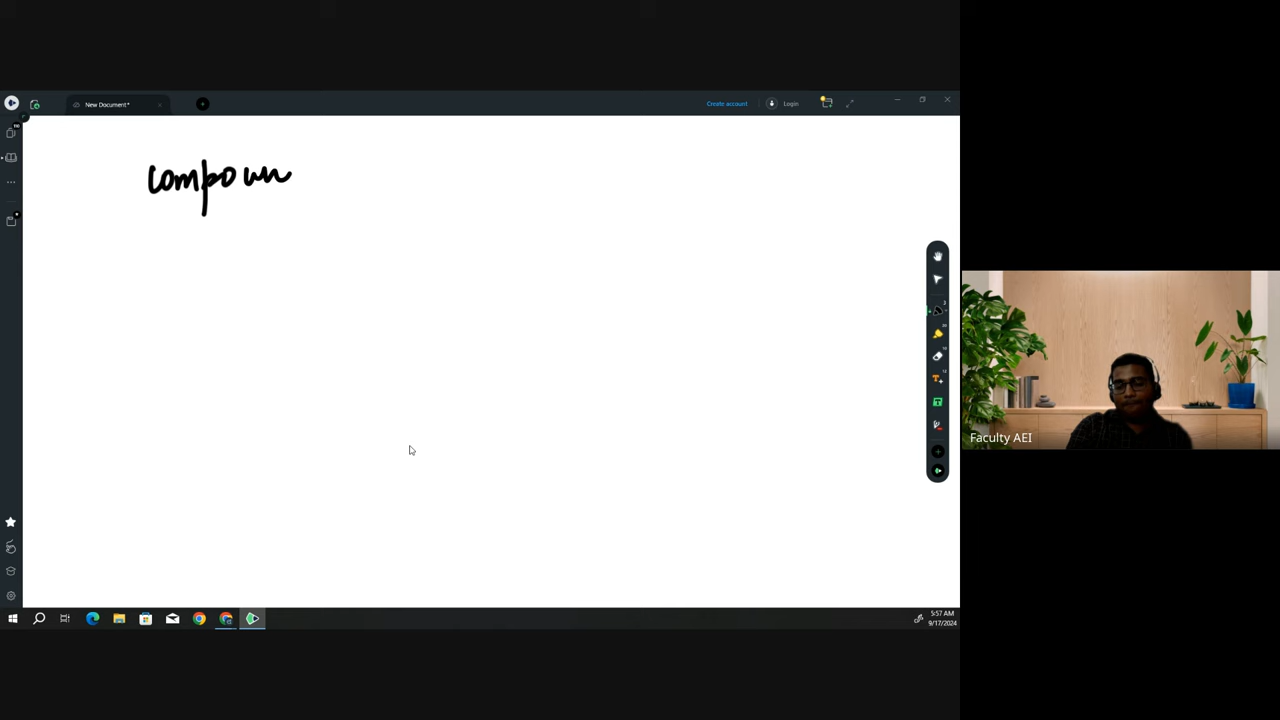 New Document*
Create account
Login
compoun
Faculty AEI
5:57 AM
9/17/2024